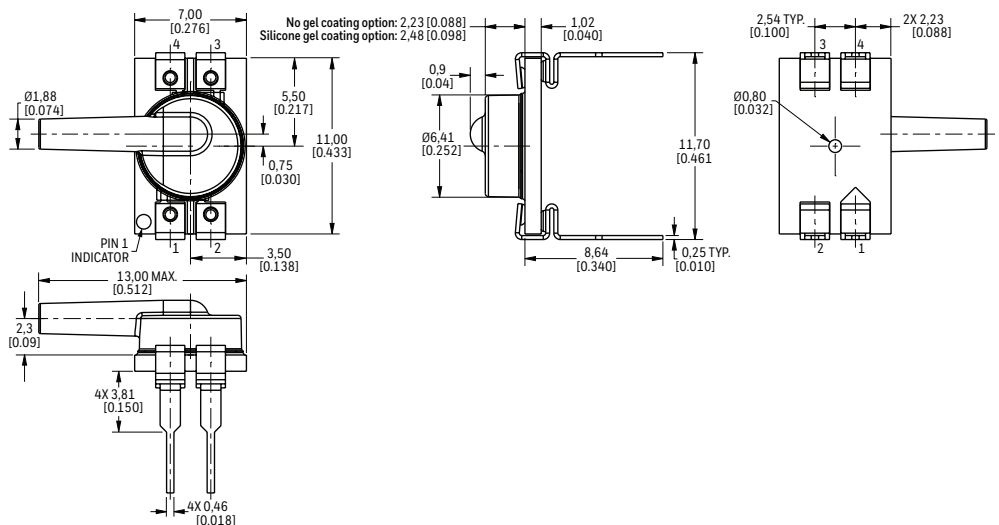 7,00
[0.276]
4
3
Ø1,88
[0.074]
5,50
[0.217]
11,00
[0.433]
0,75
[0.030]
PIN 1
INDICATOR
1
2
3,50
[0.138]
No gel coating option: 2,23 [0.088]
Silicone gel coating option: 2,48 [0.098]
1,02
[0.040]
0,9
[0.04]
Ø6,41
[0.252]
11,70
[0.461
8,64
[0.340]
0,25 TYP.
[0.010]
2,54 TYP.
[0.100]
2X 2,23
[0.088]
3
4
Ø0,80
[0.032]
2
1
13,00 MAX.
[0.512]
2,3
[0.09]
4X 3,81
[0.150]
4X 0,46
[0.018]